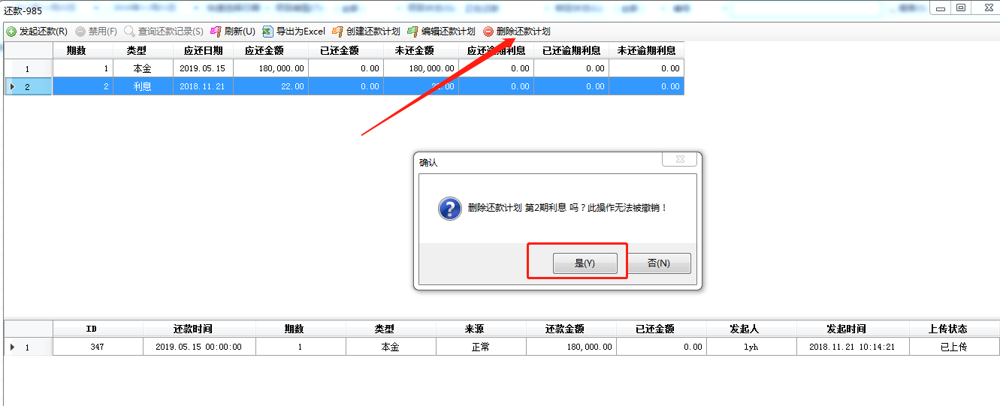 还款-985
发起还款(R) 禁用(F) 查询还款记录(S) 刷新(U) 导出为Excel 创建还款计划 编辑还款计划 删除还款计划
期数 类型 应还日期 应还金额 已还金额 未还金额 应还逾期利息 已还逾期利息 未还逾期利息
1 1 本金 2019.05.15 180,000.00 0.00 180,000.00 0.00 0.00 0.00
2 2 利息 2018.11.21 22.00 0.00 22.00 0.00 0.00 0.00
确认
删除还款计划 第2期利息 吗？此操作无法被撤销！
是(Y) 否(N)
ID 还款时间 期数 类型 来源 还款金额 已还金额 发起人 发起时间 上传状态
1 347 2019.05.15 00:00:00 1 本金 正常 180,000.00 0.00 lyh 2018.11.21 10:14:21 已上传